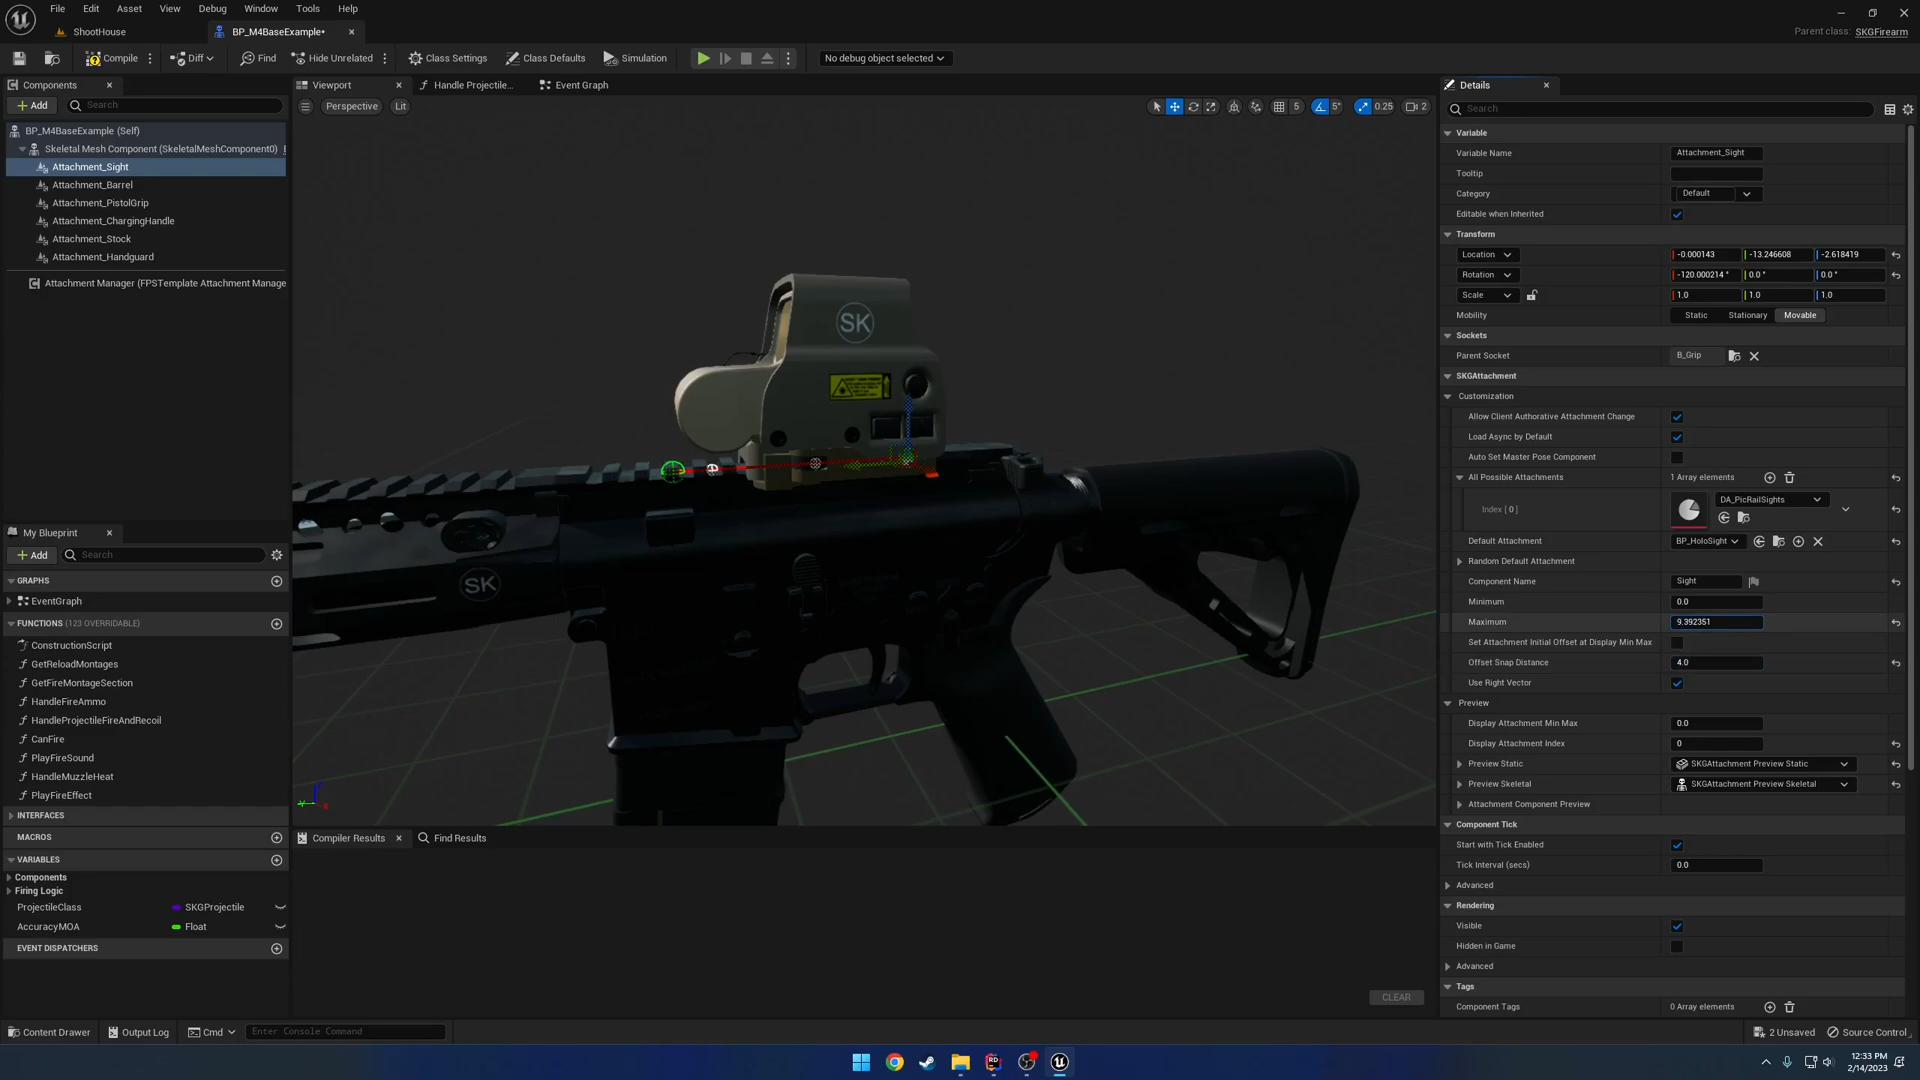 File Edit Asset View Debug Window Tools Help
ShootHouse
BP_M4BaseExample•
Parent class: SKGFirearm
Compile Diff Find Hide Unrelated Class Settings Class Defaults Simulation No debug object selected
Components
Viewport
Handle Projectile...
Event Graph
Details
Add Search
Perspective Lit
5 5° 0.25 2
Search
BP_M4BaseExample (Self)
Skeletal Mesh Component (SkeletalMeshComponent0)
Attachment_Sight
Attachment_Barrel
Attachment_PistolGrip
Attachment_ChargingHandle
Attachment_Stock
Attachment_Handguard
Attachment Manager (FPSTemplate Attachment Manage
SK
SK
My Blueprint
Add Search
GRAPHS
EventGraph
FUNCTIONS (123 OVERRIDABLE)
ConstructionScript
GetReloadMontages
GetFireMontageSection
HandleFireAmmo
HandleProjectileFireAndRecoil
CanFire
PlayFireSound
HandleMuzzleHeat
PlayFireEffect
INTERFACES
MACROS
VARIABLES
Components
Firing Logic
ProjectileClass SKGProjectile
AccuracyMOA Float
EVENT DISPATCHERS
Compiler Results
Find Results
CLEAR
Variable
Variable Name Attachment_Sight
Tooltip
Category Default
Editable when Inherited
Transform
Location -0.000143 -13.246608 -2.618419
Rotation -120.000214 ° 0.0 ° 0.0 °
Scale 1.0 1.0 1.0
Mobility Static Stationary Movable
Sockets
Parent Socket B_Grip
SKGAttachment
Customization
Allow Client Authorative Attachment Change
Load Async by Default
Auto Set Master Pose Component
All Possible Attachments 1 Array elements
Index [ 0 ] DA_PicRailSights
Default Attachment BP_HoloSight
Random Default Attachment
Component Name Sight
Minimum 0.0
Maximum 9.392351
Set Attachment Initial Offset at Display Min Max
Offset Snap Distance 4.0
Use Right Vector
Preview
Display Attachment Min Max 0.0
Display Attachment Index 0
Preview Static SKGAttachment Preview Static
Preview Skeletal SKGAttachment Preview Skeletal
Attachment Component Preview
Component Tick
Start with Tick Enabled
Tick Interval (secs) 0.0
Advanced
Rendering
Visible
Hidden in Game
Advanced
Tags
Component Tags 0 Array elements
Content Drawer Output Log Cmd Enter Console Command
2 Unsaved Source Control
12:33 PM
2/14/2023